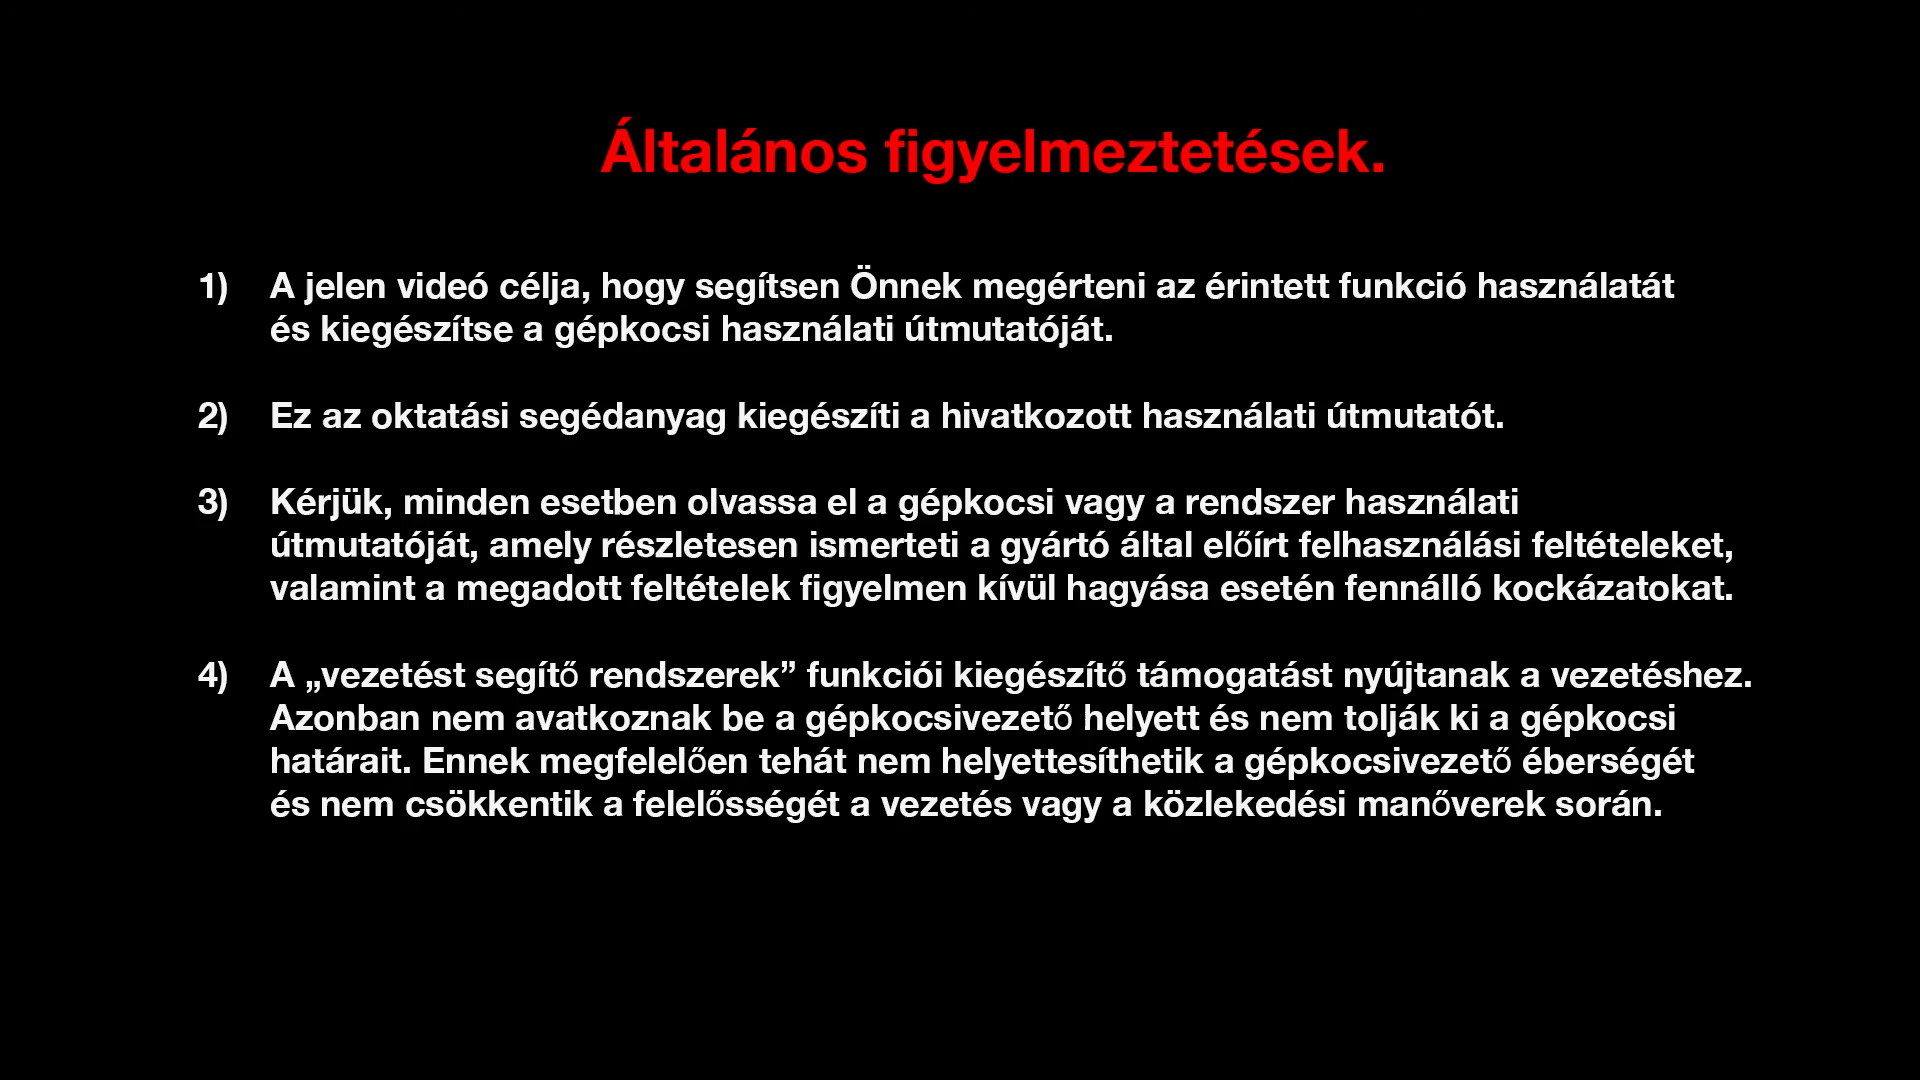 Általános figyelmeztetések.
1) A jelen videó célja, hogy segítsen Önnek megérteni az érintett funkció használatát
és kiegészítse a gépkocsi használati útmutatóját.
2) Ez az oktatási segédanyag kiegészíti a hivatkozott használati útmutatót.
3) Kérjük, minden esetben olvassa el a gépkocsi vagy a rendszer használati
útmutatóját, amely részletesen ismerteti a gyártó által előírt felhasználási feltételeket,
valamint a megadott feltételek figyelmen kívül hagyása esetén fennálló kockázatokat.
4) A „vezetést segítő rendszerek” funkciói kiegészítő támogatást nyújtanak a vezetéshez.
Azonban nem avatkoznak be a gépkocsivezető helyett és nem tolják ki a gépkocsi
határait. Ennek megfelelően tehát nem helyettesíthetik a gépkocsivezető éberségét
és nem csökkentik a felelősségét a vezetés vagy a közlekedési manőverek során.